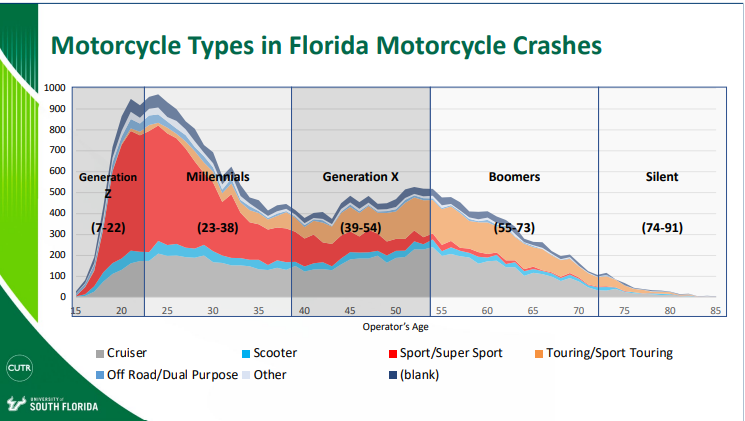 Motorcycle Types in Florida Motorcycle Crashes
1000
900
800
700
600
500
400
300
200
100
0
Generation
Z
(7-22)
Millennials
(23-38)
Generation X
(39-54)
Boomers
(55-73)
Silent
(74-91)
15 20 25 30 35 40 45 50 55 60 65 70 75 80 85
Operator's Age
Cruiser Scooter Sport/Super Sport Touring/Sport Touring
Off Road/Dual Purpose Other (blank)
CUTR
UNIVERSITY of
SOUTH FLORIDA